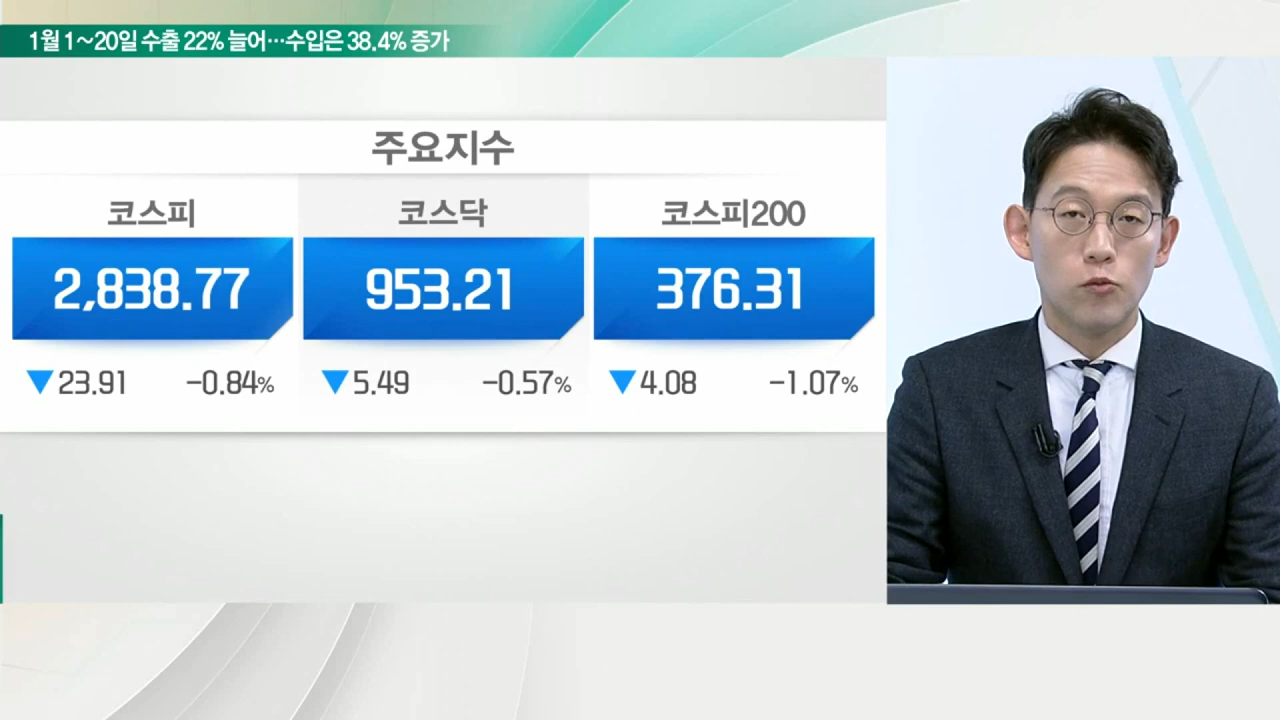 1월 1~20일 수출 22% 늘어…수입은 38.4% 증가
주요지수
코스피 코스닥 코스피200
2,838.77 953.21 376.31
▼23.91 -0.84% ▼5.49 -0.57% ▼4.08 -1.07%